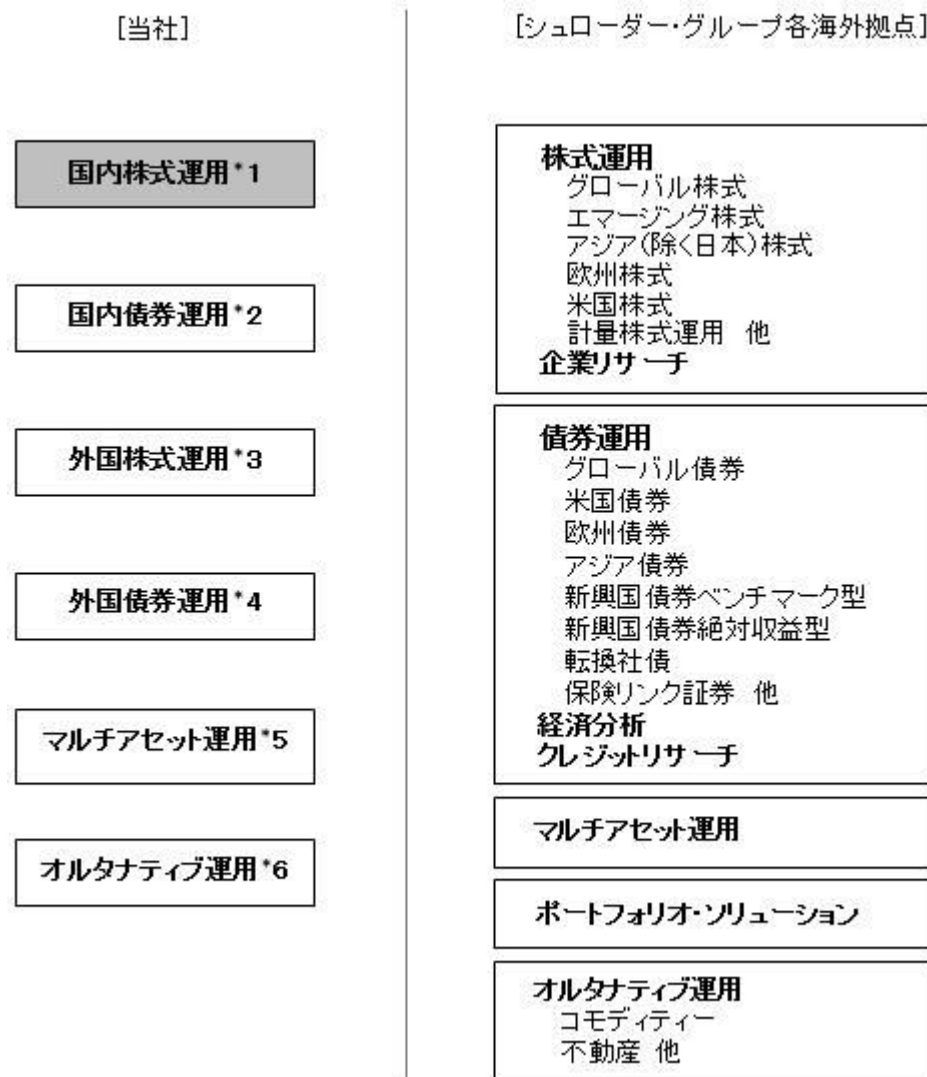 [当社]
国内株式運用*1
国内債券運用*2
外国株式運用*3
外国債券運用*4
マルチアセット運用*5
オルタナティブ運用*6
[シュローダー・グループ各海外拠点]
株式運用
グローバル株式
エマージング株式
アジア(除く日本)株式
欧州株式
米国株式
計量株式運用 他
企業リサーチ
債券運用
グローバル債券
米国債券
欧州債券
アジア債券
新興国債券ベンチマーク型
新興国債券絶対収益型
転換社債
保険リンク証券 他
経済分析
クレジットリサーチ
マルチアセット運用
ポートフォリオ・ソリューション
オルタナティブ運用
コモディティー
不動産 他